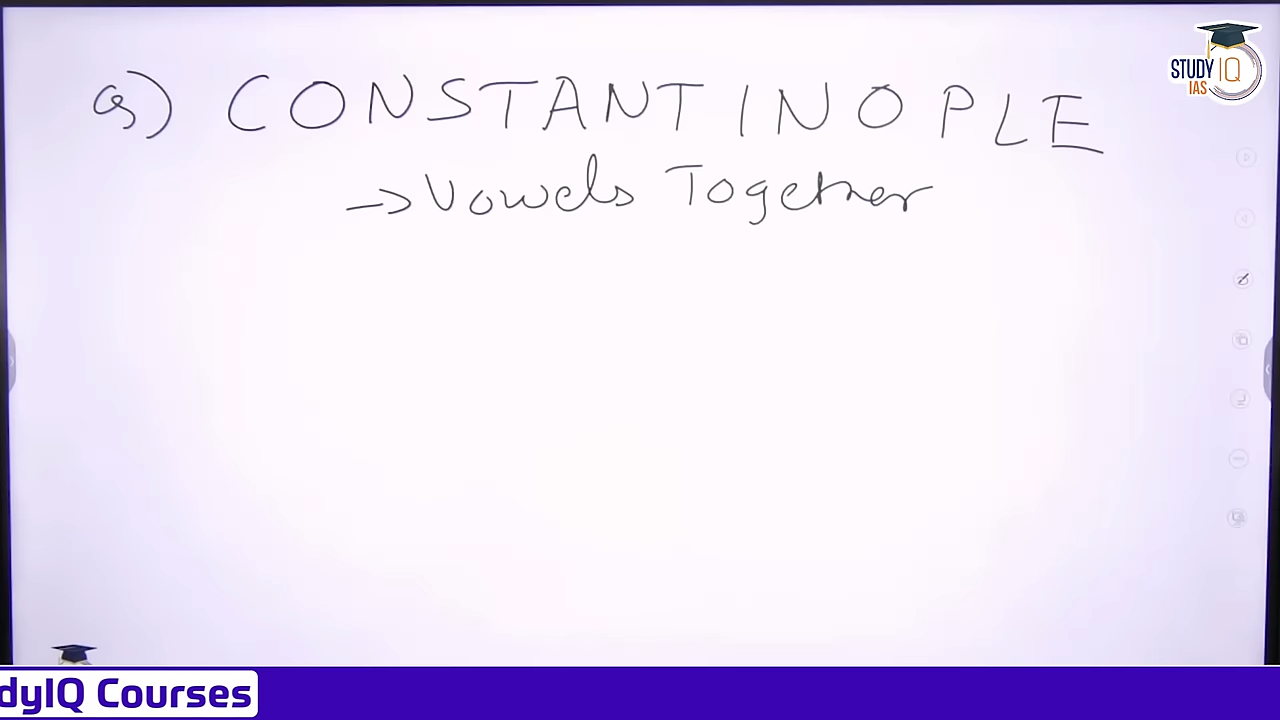 Q) CONSTANTINOPLE
→ Vowels Together
STUDY IQ
IAS
dyIQ Courses